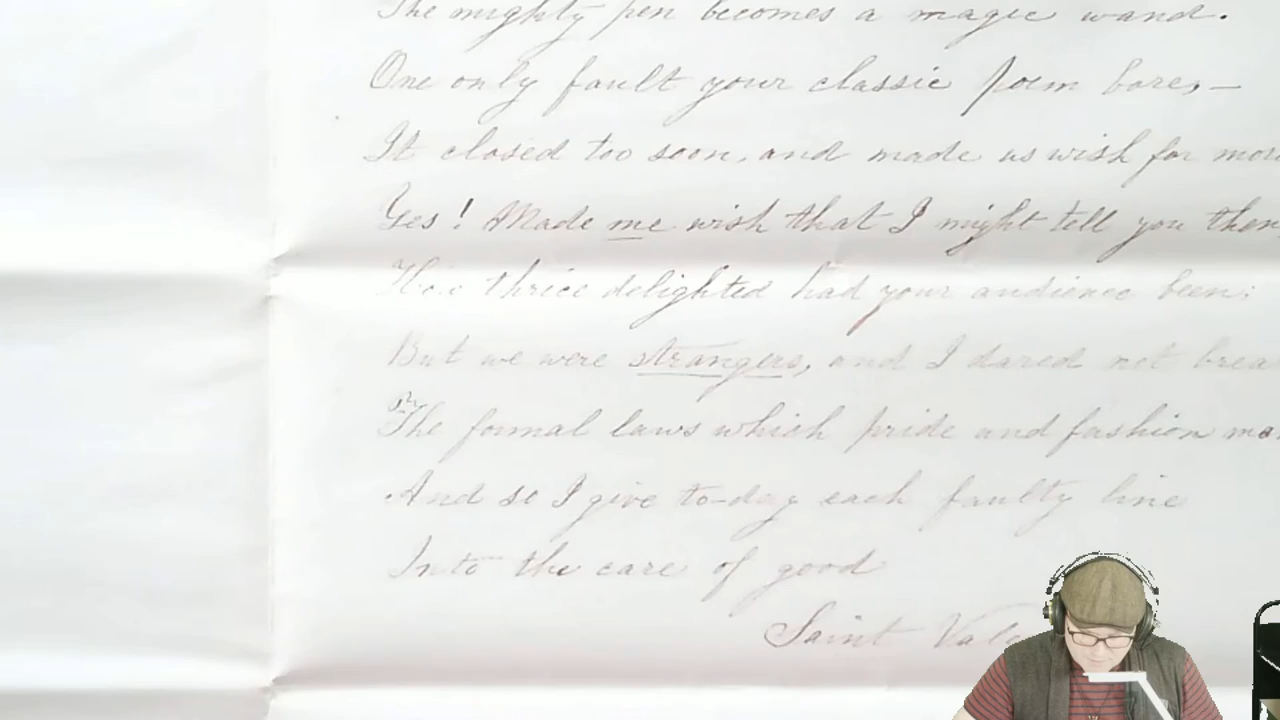 The mighty pen becomes a magic wand.
One only fault your classic poem bore,—
It closed too soon, and made us wish for more
Yes! Made me wish that I might tell you then
How thrice delighted had your audience been;
But we were strangers, and I dared not brea
The formal laws which pride and fashion ma
And so I give to-day each faulty line
Into the care of good
Saint Vale